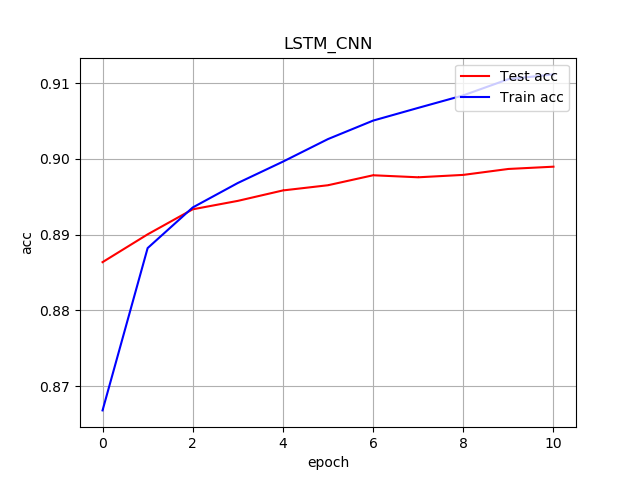 LSTM_CNN
Test acc
Train acc
0.91
0.90
0.89
0.88
0.87
acc
0 2 4 6 8 10
epoch